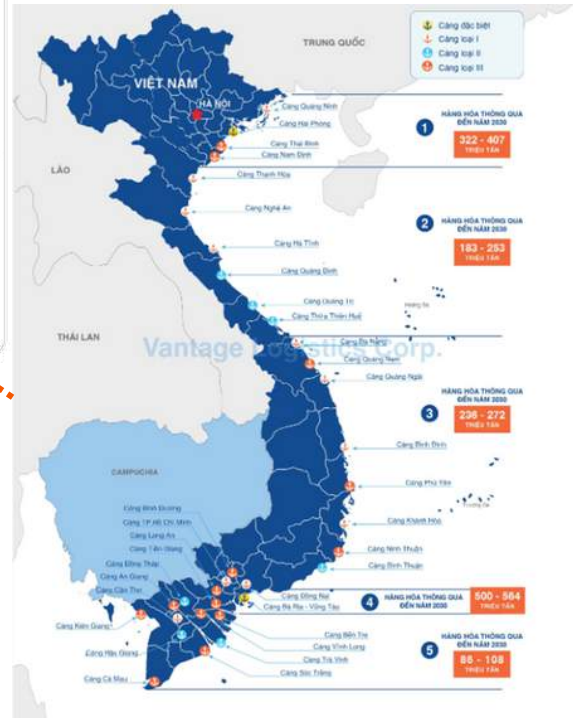 Cảng đặc biệt
Cảng loại I
Cảng loại II
Cảng loại III
TRUNG QUỐC
VIỆT NAM
HÀ NỘI
LÀO
THÁI LAN
CAMPUCHIA
Cảng Quảng Ninh
Cảng Hải Phòng
Cảng Thái Bình
Cảng Nam Định
Cảng Thanh Hóa
Cảng Nghệ An
Cảng Hà Tĩnh
Cảng Quảng Bình
Cảng Quảng Trị
Cảng Thừa Thiên Huế
Hoàng Sa
Vantage Logistics Corp.
Cảng Đà Nẵng
Cảng Quảng Nam
Cảng Quảng Ngãi
Cảng Bình Định
Cảng Phú Yên
Trường Sa
Cảng Khánh Hòa
Cảng Ninh Thuận
Cảng Bình Thuận
Cảng Bình Dương
Cảng TP.Hồ Chí Minh
Cảng Long An
Cảng Tiền Giang
Cảng Đồng Tháp
Cảng An Giang
Cảng Cần Thơ
Cảng Kiên Giang
Cảng Hậu Giang
Cảng Cà Mau
Cảng Đồng Nai
Cảng Bà Rịa - Vũng Tàu
Cảng Bến Tre
Cảng Vĩnh Long
Cảng Trà Vinh
Cảng Sóc Trăng
1
HÀNG HÓA THÔNG QUA
ĐẾN NĂM 2030
322 - 407
TRIỆU TẤN
2
HÀNG HÓA THÔNG QUA
ĐẾN NĂM 2030
183 - 253
TRIỆU TẤN
3
HÀNG HÓA THÔNG QUA
ĐẾN NĂM 2030
236 - 272
TRIỆU TẤN
4
HÀNG HÓA THÔNG QUA
ĐẾN NĂM 2030
500 - 564
TRIỆU TẤN
5
HÀNG HÓA THÔNG QUA
ĐẾN NĂM 2030
86 - 108
TRIỆU TẤN